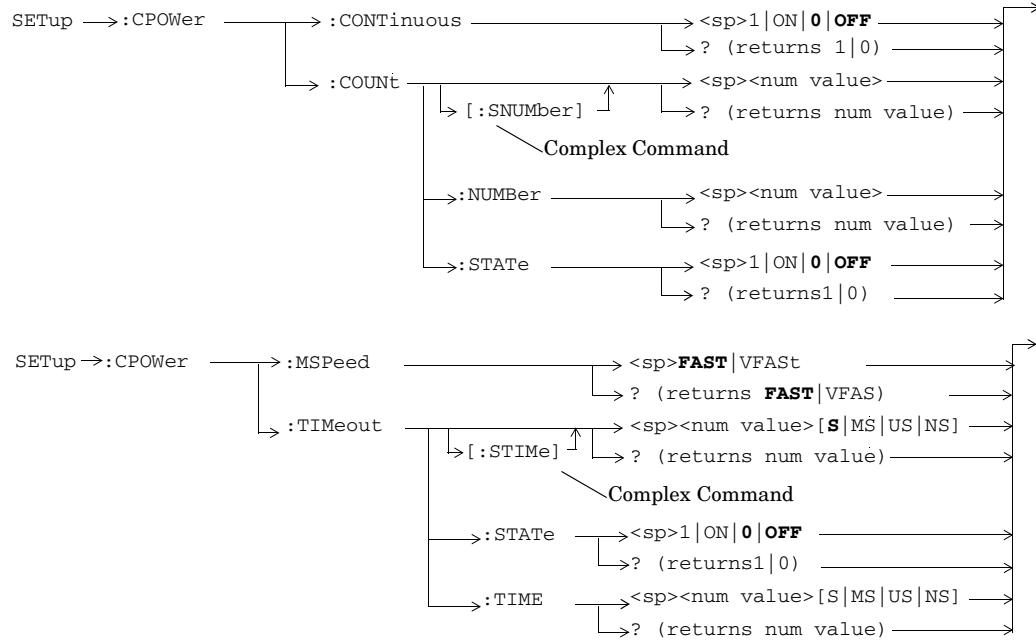 SETup :CPOWer :CONTinuous <sp>1|ON|0|OFF
? (returns 1|0)
:COUNt <sp><num value>
[:SNUMber] ? (returns num value)
Complex Command
:NUMBer <sp><num value>
? (returns num value)
:STATe <sp>1|ON|0|OFF
? (returns1|0)
SETup :CPOWer :MSPeed <sp>FAST|VFASt
? (returns FAST|VFAS)
:TIMeout <sp><num value>[S|MS|US|NS]
[:STIMe] ? (returns num value)
Complex Command
:STATe <sp>1|ON|0|OFF
? (returns1|0)
:TIME <sp><num value>[S|MS|US|NS]
? (returns num value)